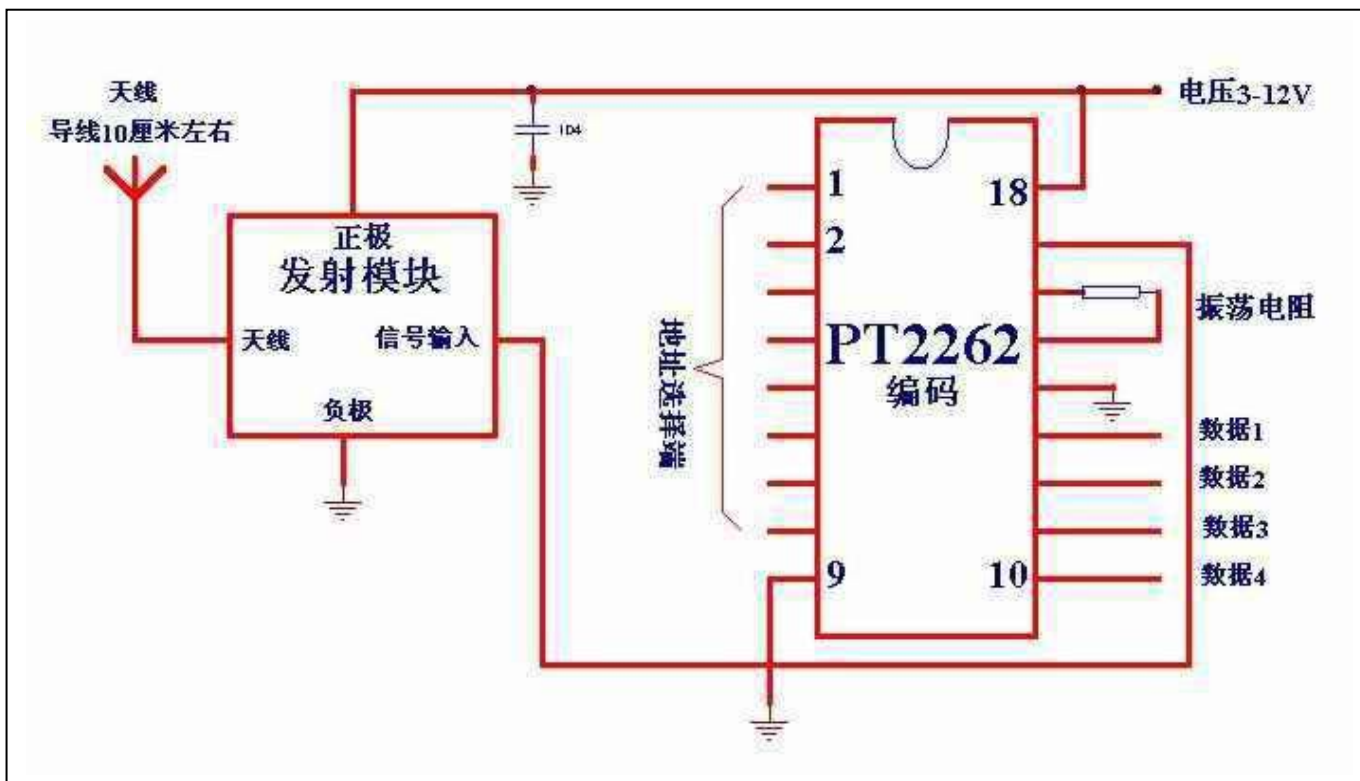 天线
导线10厘米左右
104
电压3-12V
1
18
2
正极
发射模块
天线
信号输入
负极
地址选择端
PT2262
编码
振荡电阻
数据1
数据2
数据3
数据4
9
10